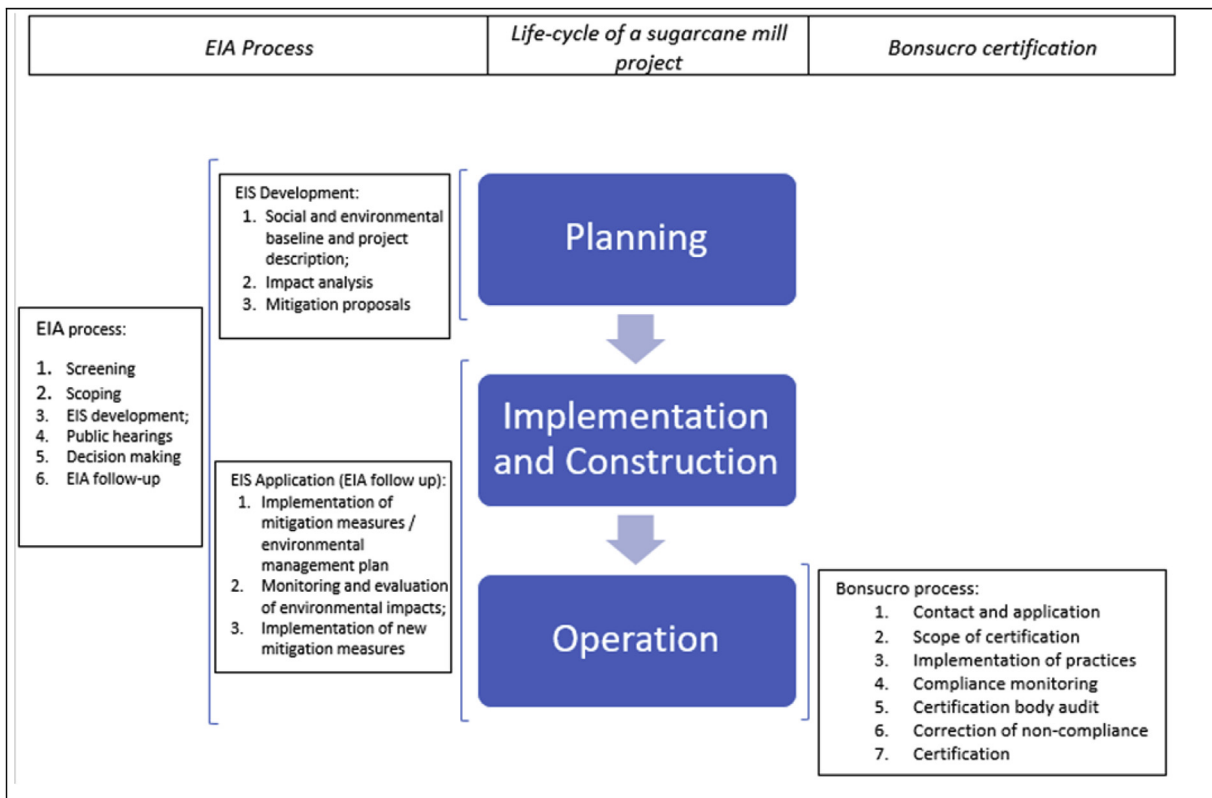 EIA Process
Life-cycle of a sugarcane mill
project
Bonsucro certification
EIS Development:
1. Social and environmental
baseline and project
description;
2. Impact analysis
3. Mitigation proposals
Planning
EIA process:
1. Screening
2. Scoping
3. EIS development;
4. Public hearings
5. Decision making
6. EIA follow-up
Implementation
and Construction
EIS Application (EIA follow up):
1. Implementation of
mitigation measures /
environmental
management plan
2. Monitoring and evaluation
of environmental impacts;
3. Implementation of new
mitigation measures
Operation
Bonsucro process:
1. Contact and application
2. Scope of certification
3. Implementation of practices
4. Compliance monitoring
5. Certification body audit
6. Correction of non-compliance
7. Certification